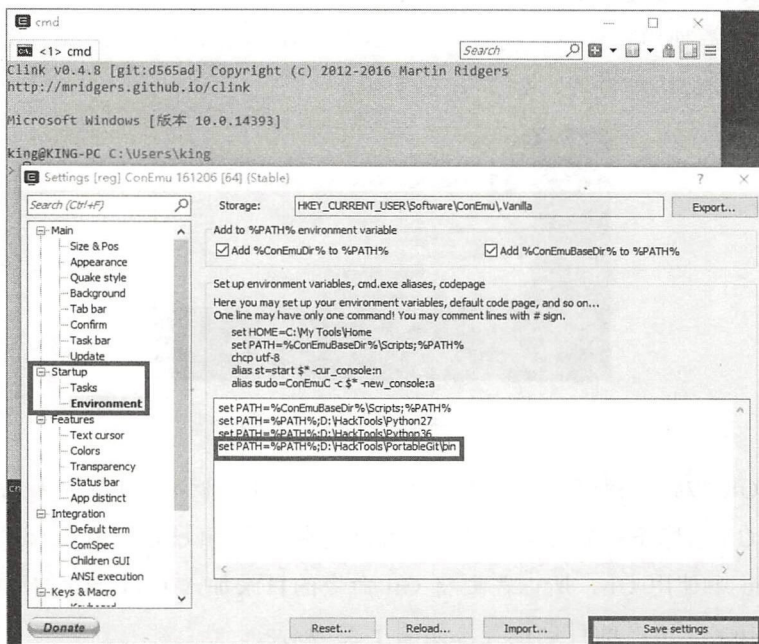 cmd
<1> cmd
Search
Clink v0.4.8 [git:d565ad] Copyright (c) 2012-2016 Martin Ridgers
http://mridgers.github.io/clink
Microsoft Windows [版本 10.0.14393]
king@KING-PC C:\Users\king
>
Settings [reg] ConEmu 161206 [64] {Stable}
?
Search (Ctrl+F)
Storage:
HKEY_CURRENT_USER\Software\ConEmu\.Vanilla
Export...
Main
Size & Pos
Appearance
Quake style
Background
Tab bar
Confirm
Task bar
Update
Startup
Tasks
Environment
Features
Text cursor
Colors
Transparency
Status bar
App distinct
Integration
Default term
ComSpec
Children GUI
ANSI execution
Keys & Macro
Add to %PATH% environment variable
Add %ConEmuDir% to %PATH%
Add %ConEmuBaseDir% to %PATH%
Set up environment variables, cmd.exe aliases, codepage
Here you may set up your environment variables, default code page, and so on...
One line may have only one command! You may comment lines with # sign.
set HOME=C:\My Tools\Home
set PATH=%ConEmuBaseDir%\Scripts;%PATH%
chcp utf-8
alias st=start $* -cur_console:n
alias sudo=ConEmuC -c $* -new_console:a
set PATH=%ConEmuBaseDir%\Scripts;%PATH%
set PATH=%PATH%;D:\HackTools\Python27
set PATH=%PATH%;D:\HackTools\Python36
set PATH=%PATH%;D:\HackTools\PortableGit\bin
Donate
Reset...
Reload...
Import...
Save settings